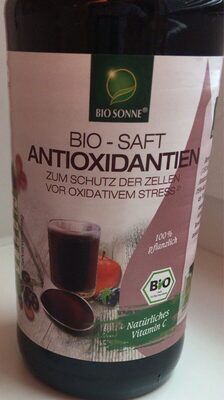 BIO SONNE®
BIO - SAFT
ANTIOXIDANTIEN
ZUM SCHUTZ DER ZELLEN
VOR OXIDATIVEM STRESS
100%
Pflanzlich
BIO
Natürliches
Vitamin C